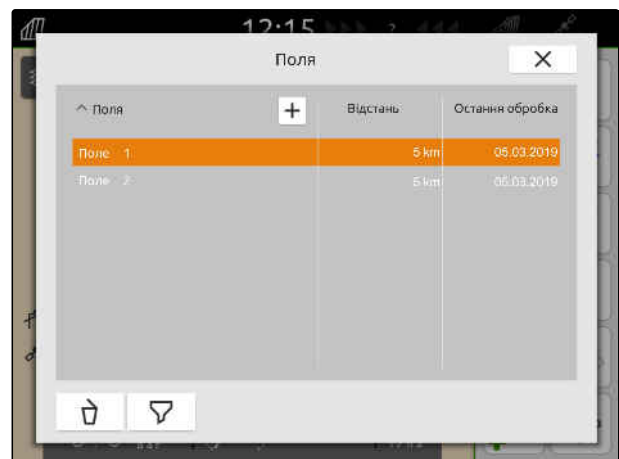 12:15
?
Поля
Поля
Відстань
Остання обробка
Поле 1
5 km
05.03.2019
Поле 2
5 km
06.03.2019